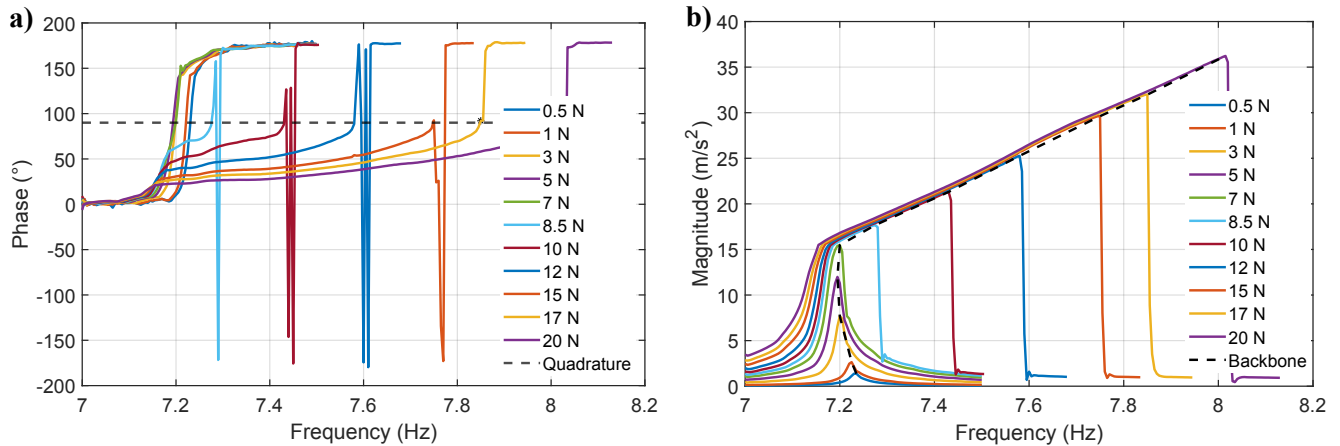 a)
200
150
100
50
0
-50
-100
-150
-200
Phase (°)
7
7.2
7.4
7.6
7.8
8
8.2
Frequency (Hz)
0.5 N
1 N
3 N
5 N
7 N
8.5 N
10 N
12 N
15 N
17 N
20 N
Quadrature
b)
40
35
30
25
20
15
10
5
0
Magnitude (m/s²)
7
7.2
7.4
7.6
7.8
8
8.2
Frequency (Hz)
0.5 N
1 N
3 N
5 N
7 N
8.5 N
10 N
12 N
15 N
17 N
20 N
Backbone